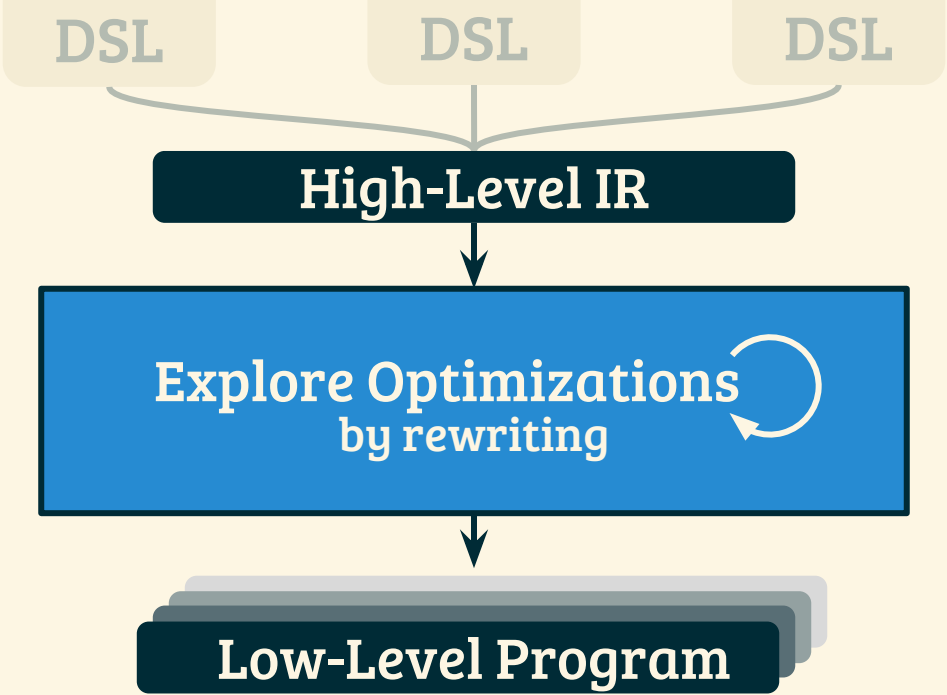 DSL DSL DSL
High-Level IR
Explore Optimizations
by rewriting
Low-Level Program